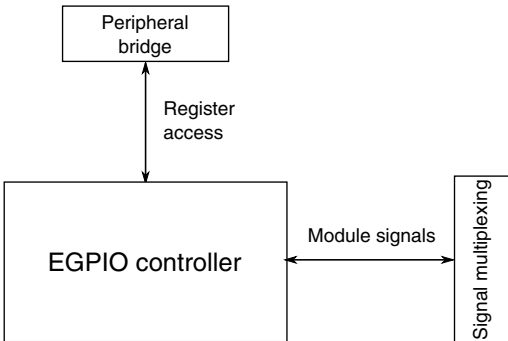 Peripheral
bridge
Register
access
EGPIO controller
Module signals
Signal multiplexing